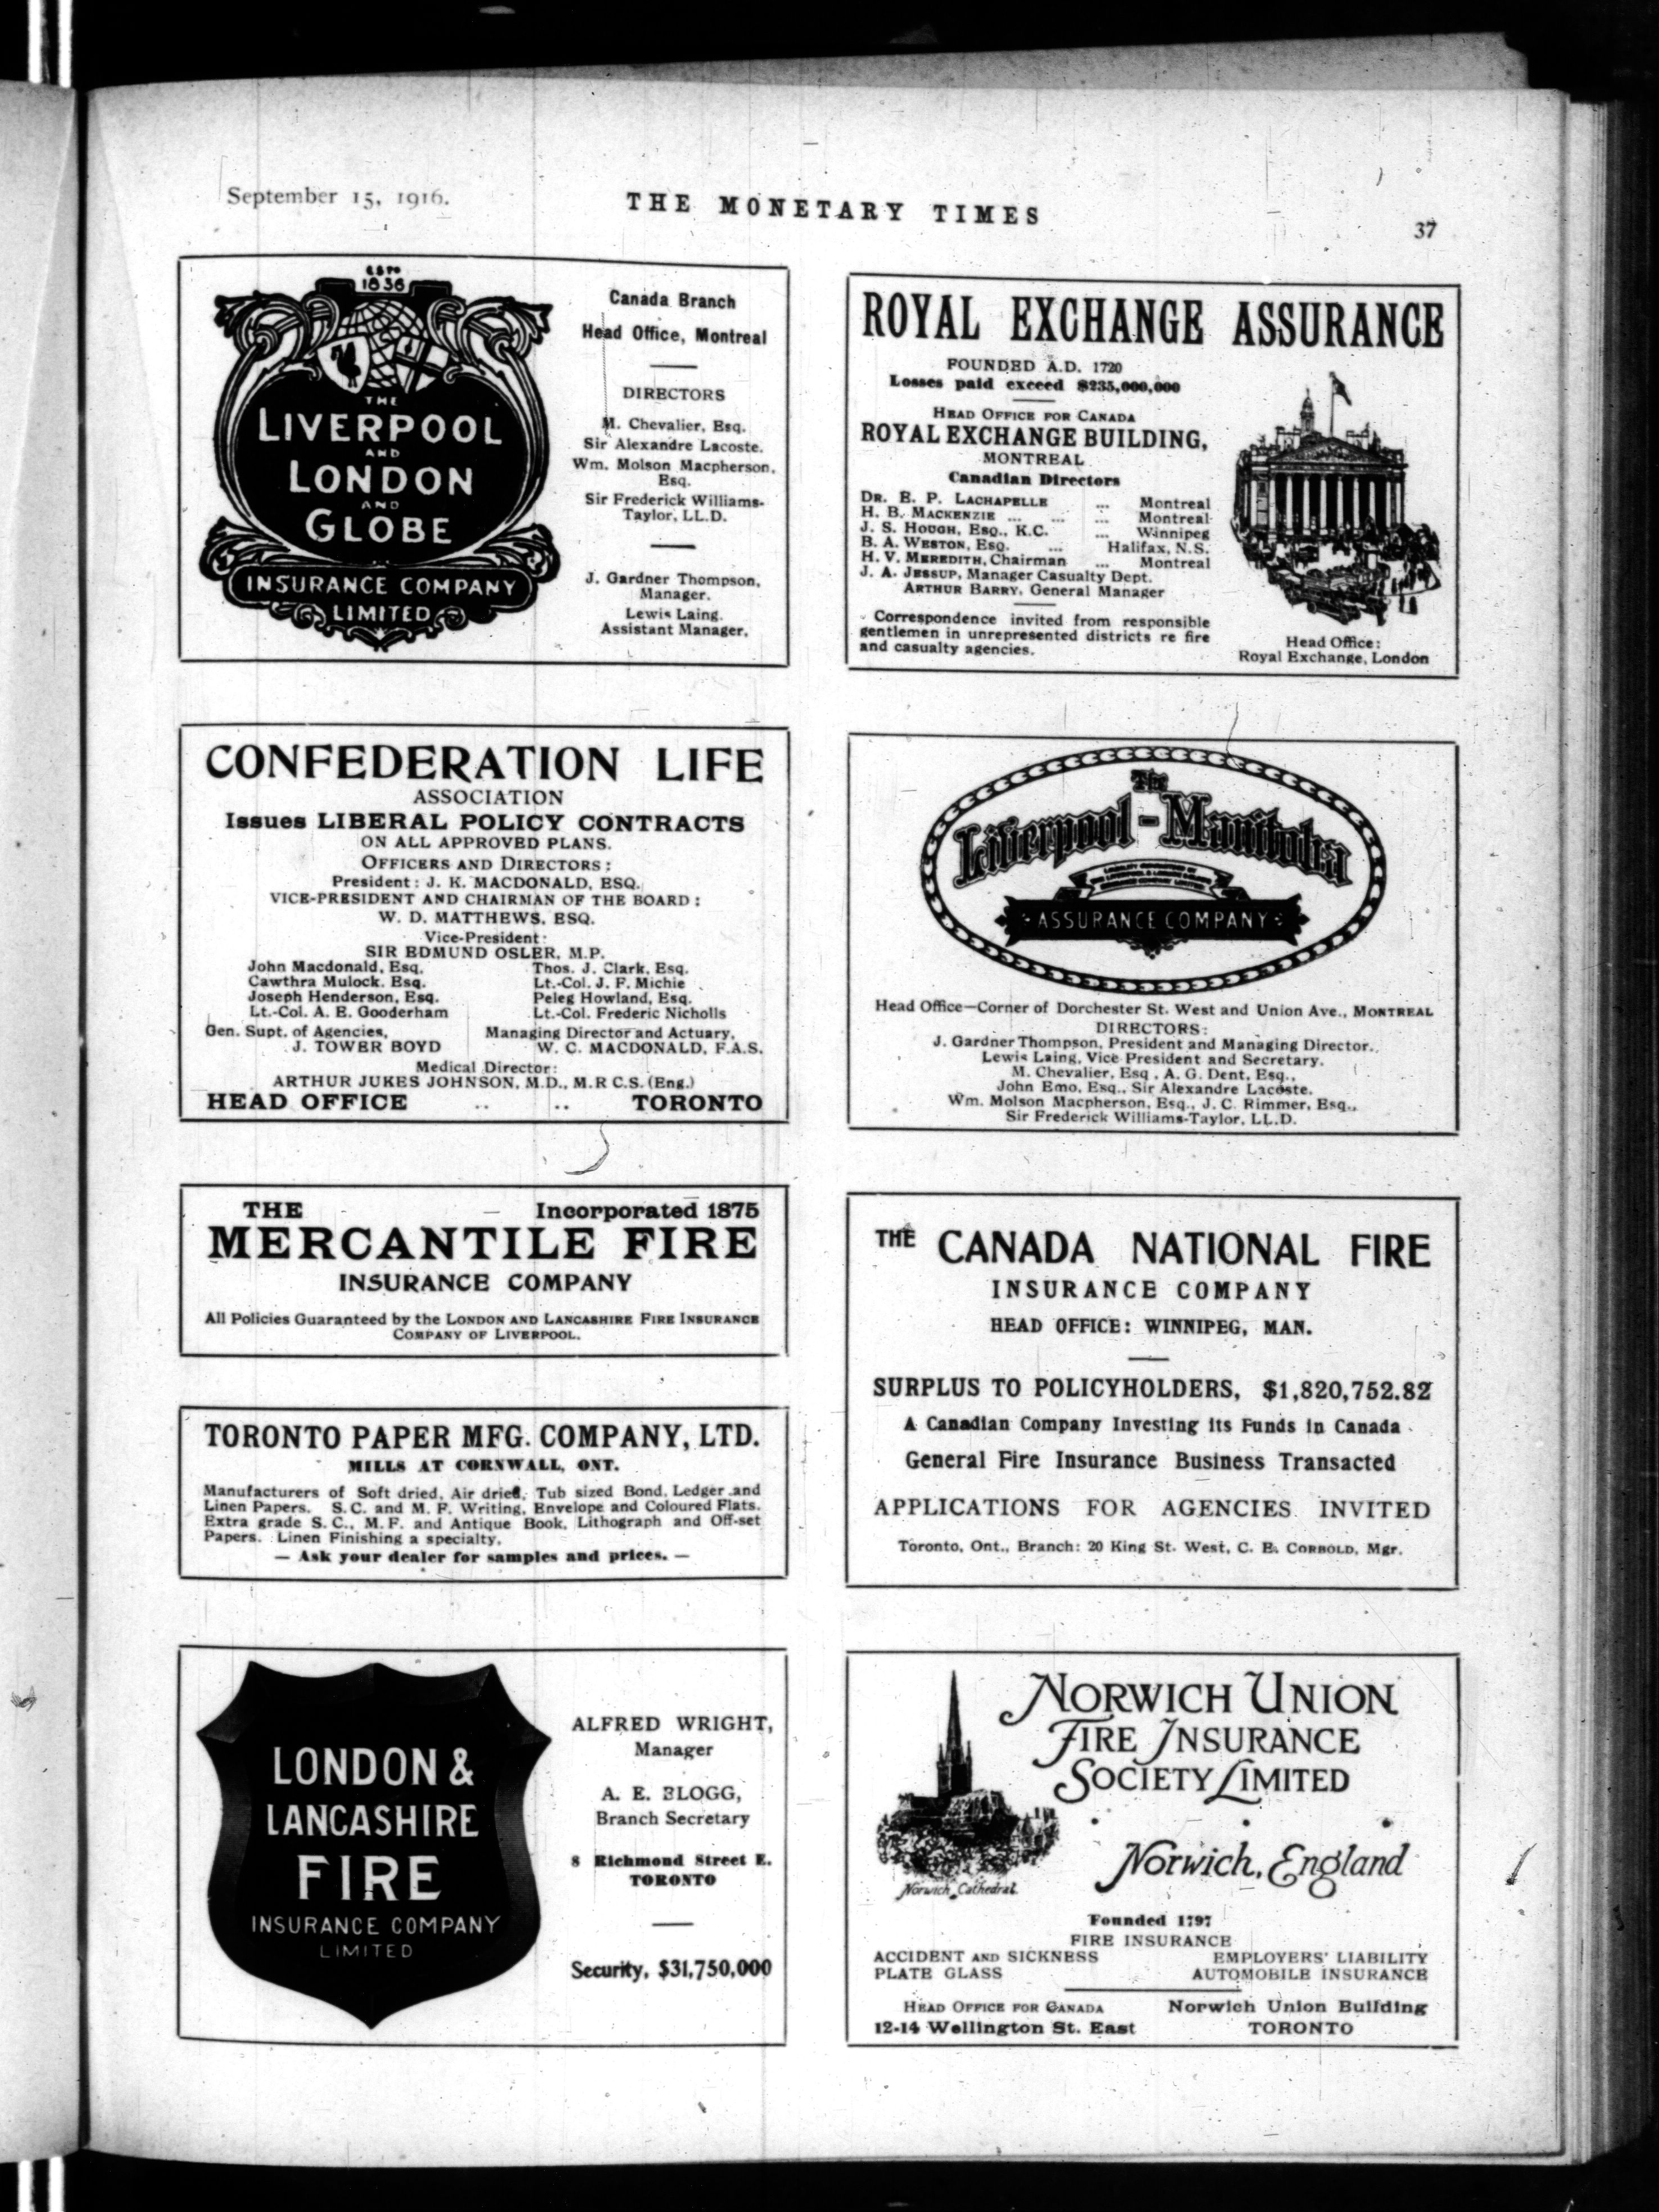 September 15, 1916.
THE MONETARY TIMES
37
ESTD
1836
THE
LIVERPOOL
AND
LONDON
AND
GLOBE
INSURANCE COMPANY
LIMITED
Canada Branch
Head Office, Montreal
DIRECTORS
M. Chevalier, Esq.
Sir Alexandre Lacoste.
Wm. Molson Macpherson,
Esq.
Sir Frederick Williams-
Taylor, LL.D.
J. Gardner Thompson,
Manager.
Lewis Laing.
Assistant Manager.
ROYAL EXCHANGE ASSURANCE
FOUNDED A.D. 1720
Losses paid exceed $235,000,000
HEAD OFFICE FOR CANADA
ROYAL EXCHANGE BUILDING,
MONTREAL
Canadian Directors
DR. E. P. LACHAPELLE ... Montreal
H. B. MACKENZIE ... ... ... Montreal
J. S. HOUGH, ESQ., K.C. ... Winnipeg
B. A. WESTON, ESQ. ... Halifax, N.S.
H. V. MEREDITH, Chairman ... Montreal
J. A. JESSUP, Manager Casualty Dept.
ARTHUR BARRY, General Manager
Correspondence invited from responsible
gentlemen in unrepresented districts re fire
and casualty agencies.
Head Office:
Royal Exchange, London
CONFEDERATION LIFE
ASSOCIATION
Issues LIBERAL POLICY CONTRACTS
ON ALL APPROVED PLANS.
OFFICERS AND DIRECTORS:
President: J. K. MACDONALD, ESQ.
VICE-PRESIDENT AND CHAIRMAN OF THE BOARD:
W. D. MATTHEWS, ESQ.
Vice-President:
SIR EDMUND OSLER, M.P.
John Macdonald, Esq. Thos. J. Clark, Esq.
Cawthra Mulock. Esq. Lt.-Col. J. F. Michie
Joseph Henderson, Esq. Peleg Howland, Esq.
Lt.-Col. A. E. Gooderham Lt.-Col. Frederic Nicholls
Gen. Supt. of Agencies, Managing Director and Actuary,
J. TOWER BOYD W. C. MACDONALD, F.A.S.
Medical Director:
ARTHUR JUKES JOHNSON, M.D., M.R C.S. (Eng.)
HEAD OFFICE .. .. TORONTO
The
Liverpool-Manitoba
ASSURANCE COMPANY
Head Office—Corner of Dorchester St. West and Union Ave., MONTREAL
DIRECTORS:
J. Gardner Thompson, President and Managing Director.
Lewis Laing, Vice President and Secretary.
M. Chevalier, Esq., A. G. Dent, Esq.,
John Emo, Esq., Sir Alexandre Lacoste.
Wm. Molson Macpherson, Esq., J. C. Rimmer, Esq.,
Sir Frederick Williams-Taylor, LL.D.
THE Incorporated 1875
MERCANTILE FIRE
INSURANCE COMPANY
All Policies Guaranteed by the LONDON AND LANCASHIRE FIRE INSURANCE
COMPANY OF LIVERPOOL.
THE CANADA NATIONAL FIRE
INSURANCE COMPANY
HEAD OFFICE: WINNIPEG, MAN.
SURPLUS TO POLICYHOLDERS, $1,820,752.82
A Canadian Company Investing its Funds in Canada
General Fire Insurance Business Transacted
APPLICATIONS FOR AGENCIES INVITED
Toronto, Ont., Branch: 20 King St. West, C. E. CORBOLD, Mgr.
TORONTO PAPER MFG. COMPANY, LTD.
MILLS AT CORNWALL, ONT.
Manufacturers of Soft dried, Air dried, Tub sized Bond, Ledger and
Linen Papers. S.C. and M. F. Writing, Envelope and Coloured Flats.
Extra grade S. C., M. F. and Antique Book, Lithograph and Off-set
Papers. Linen Finishing a specialty.
— Ask your dealer for samples and prices. —
LONDON &
LANCASHIRE
FIRE
INSURANCE COMPANY
LIMITED
ALFRED WRIGHT,
Manager
A. E. BLOGG,
Branch Secretary
8 Richmond Street E.
TORONTO
Security, $31,750,000
NORWICH UNION
FIRE INSURANCE
SOCIETY LIMITED
Norwich, England
Norwich Cathedral.
Founded 1797
FIRE INSURANCE
ACCIDENT AND SICKNESS EMPLOYERS' LIABILITY
PLATE GLASS AUTOMOBILE INSURANCE
HEAD OFFICE FOR CANADA Norwich Union Building
12-14 Wellington St. East TORONTO